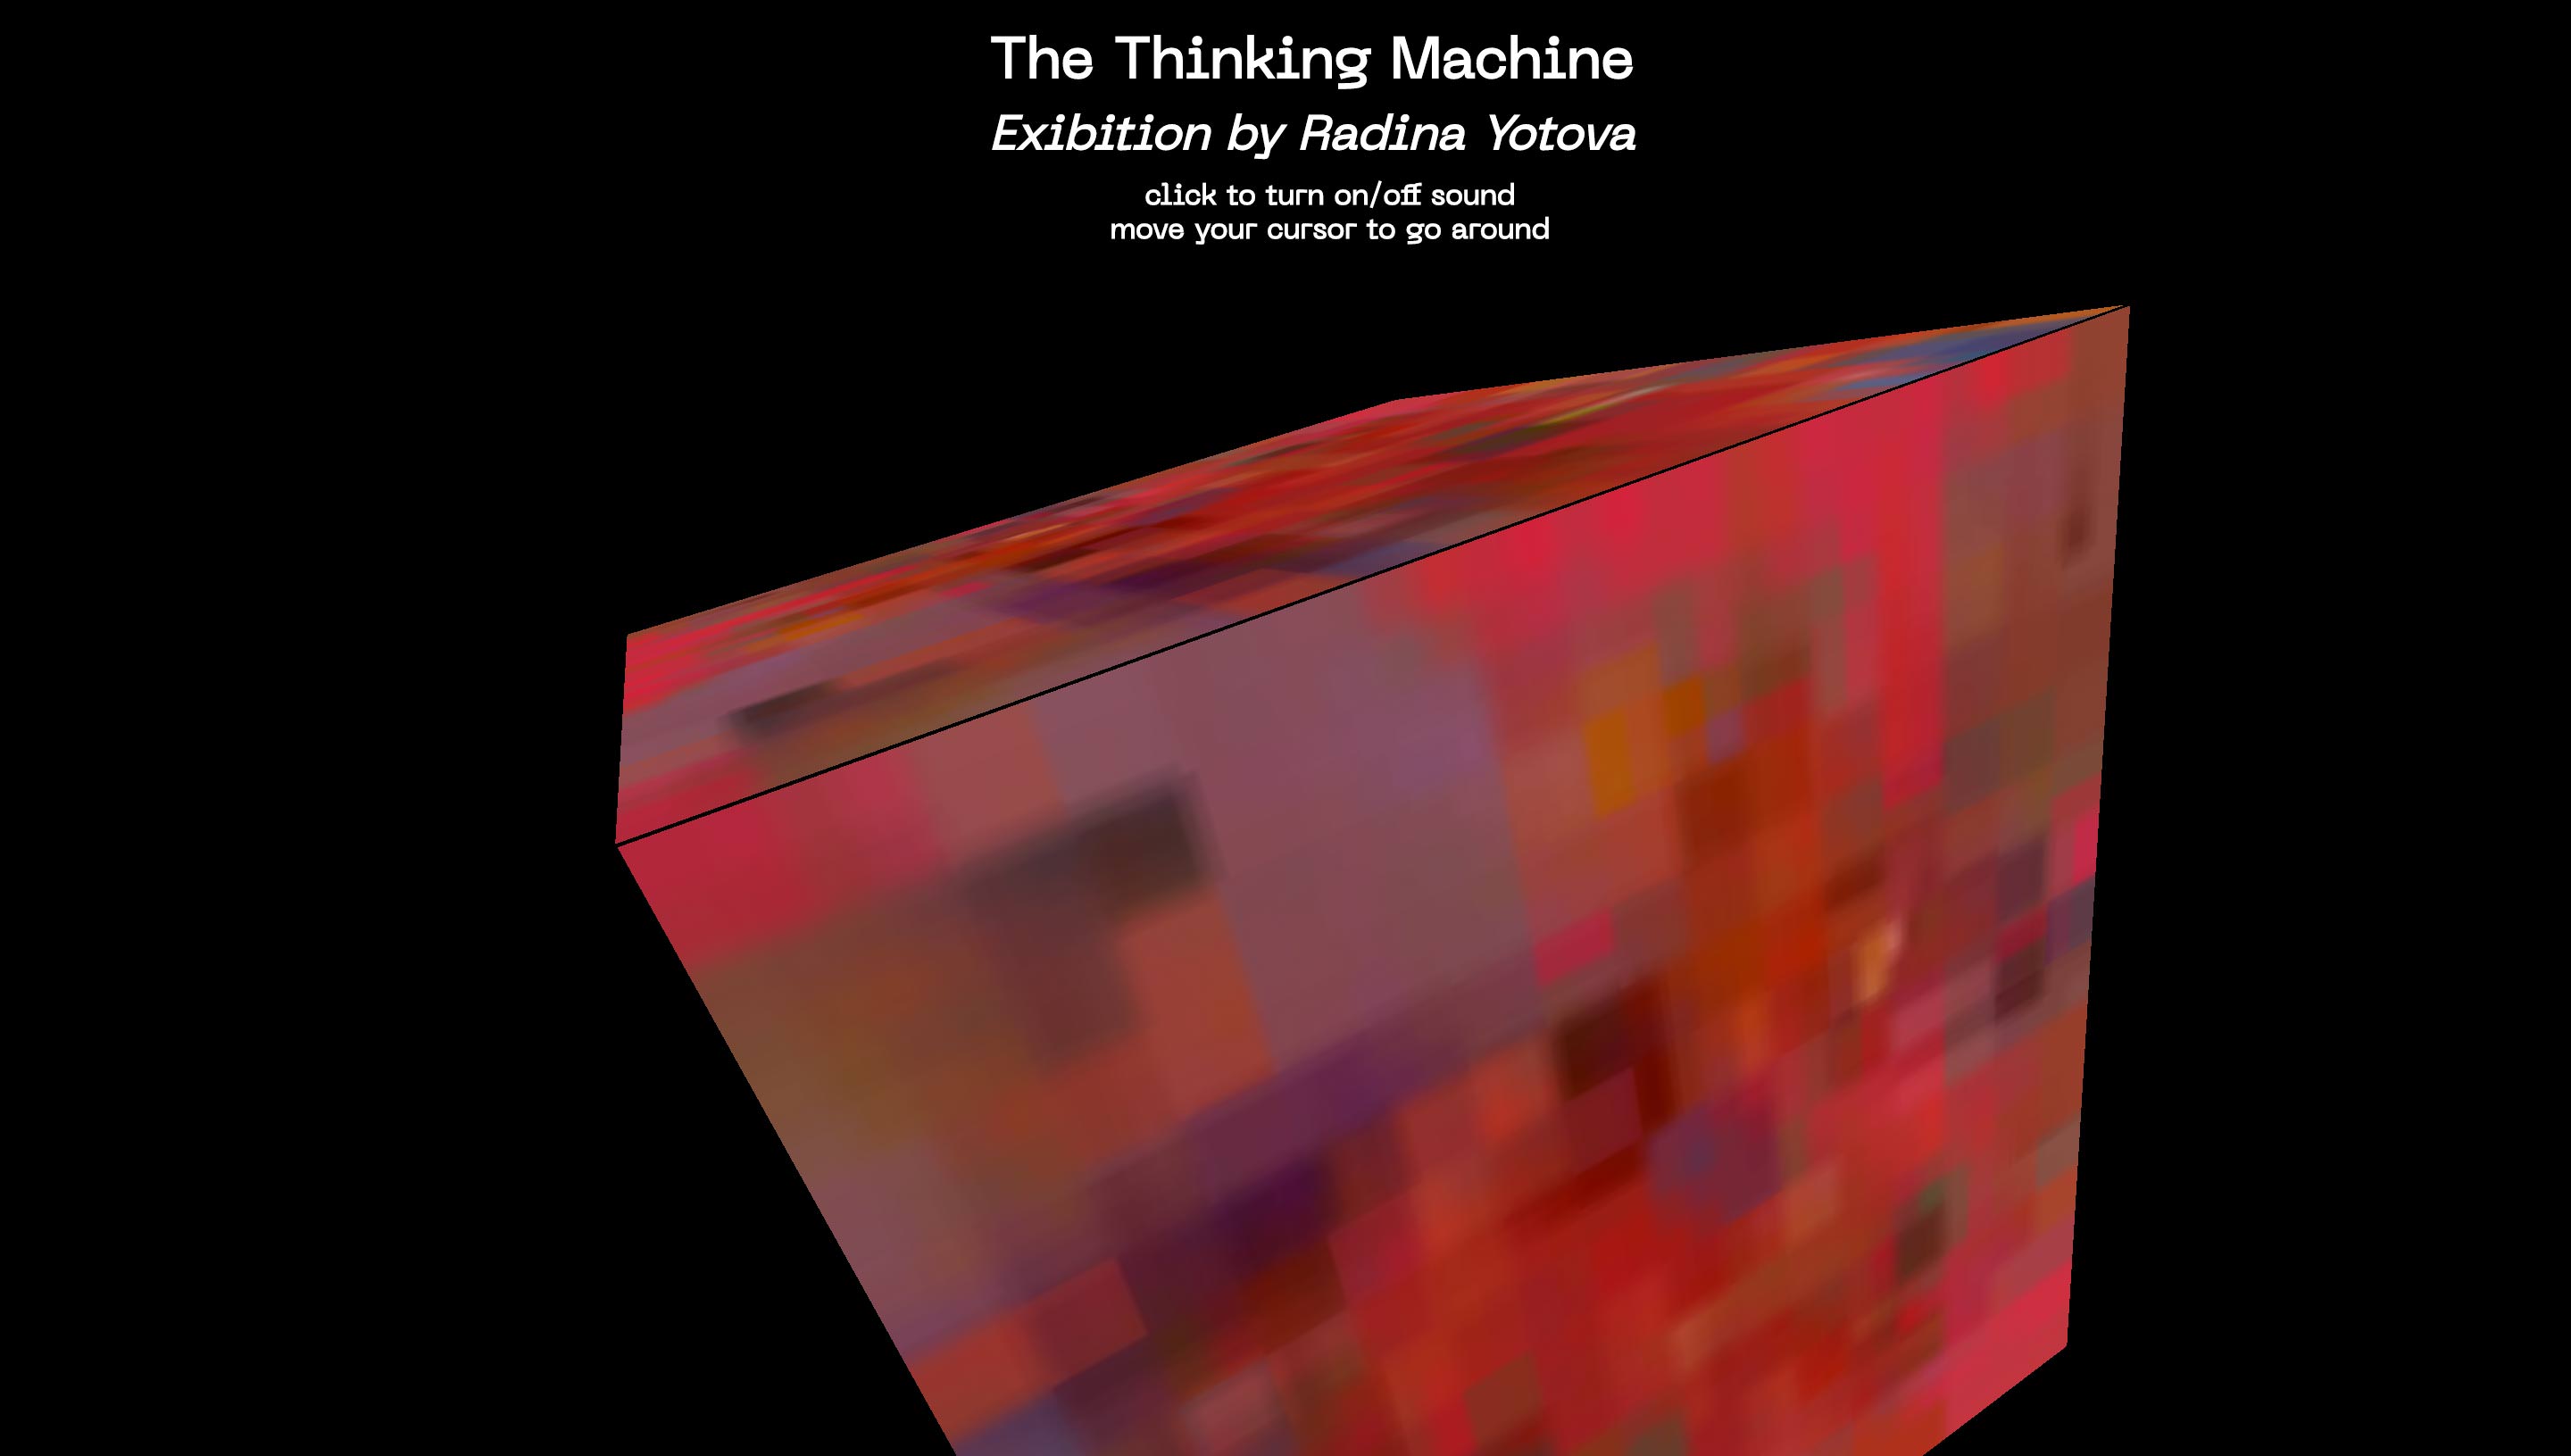 The Thinking Machine
Exibition by Radina Yotova
click to turn on/off sound
move your cursor to go around